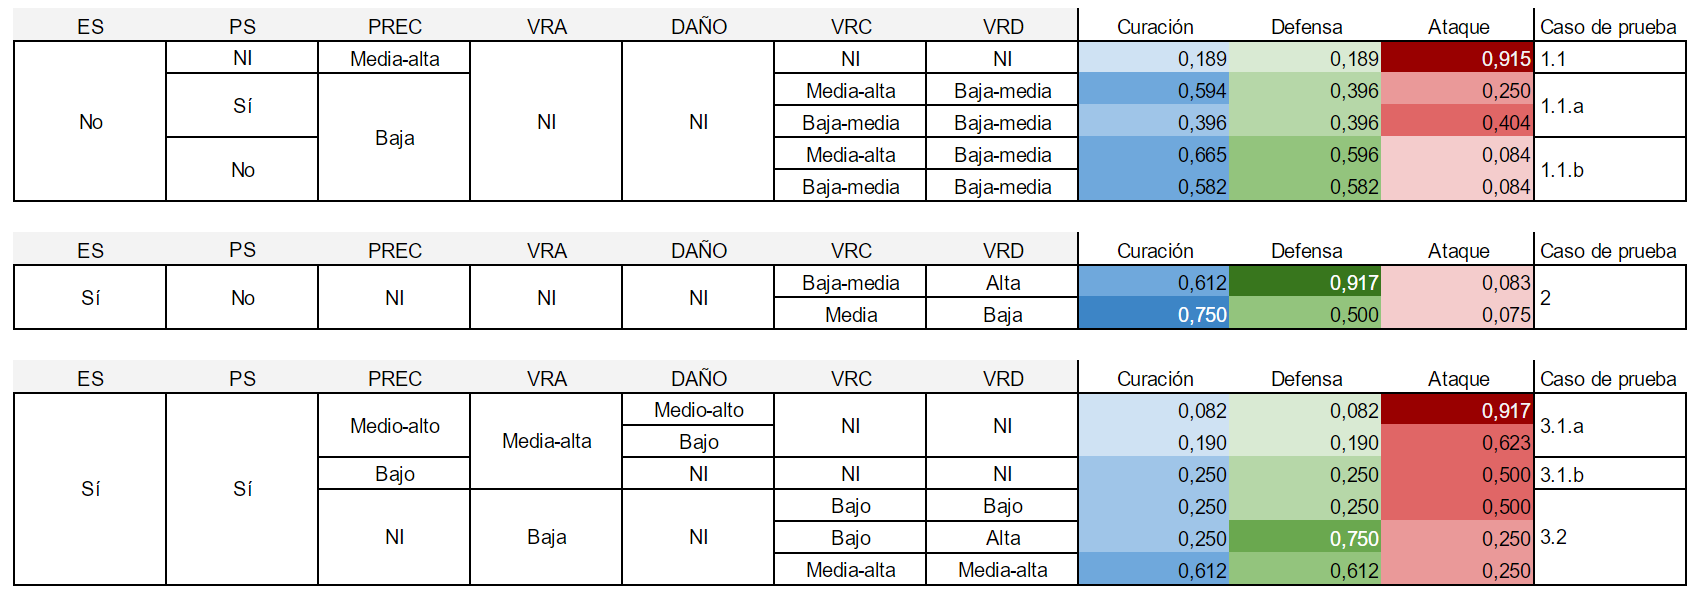 ES PS PREC VRA DAÑO VRC VRD Curación Defensa Ataque Caso de prueba
No NI Media-alta NI NI NI NI 0,189 0,189 0,915 1.1
Sí Baja Media-alta Baja-media 0,594 0,396 0,250 1.1.a
Baja-media Baja-media 0,396 0,396 0,404
No Media-alta Baja-media 0,665 0,596 0,084 1.1.b
Baja-media Baja-media 0,582 0,582 0,084
ES PS PREC VRA DAÑO VRC VRD Curación Defensa Ataque Caso de prueba
Sí No NI NI NI Baja-media Alta 0,612 0,917 0,083 2
Media Baja 0,750 0,500 0,075
ES PS PREC VRA DAÑO VRC VRD Curación Defensa Ataque Caso de prueba
Sí Sí Medio-alto Media-alta Medio-alto NI NI 0,082 0,082 0,917 3.1.a
Bajo 0,190 0,190 0,623
Bajo NI NI NI 0,250 0,250 0,500 3.1.b
NI Baja NI Bajo Bajo 0,250 0,250 0,500 3.2
Bajo Alta 0,250 0,750 0,250
Media-alta Media-alta 0,612 0,612 0,250